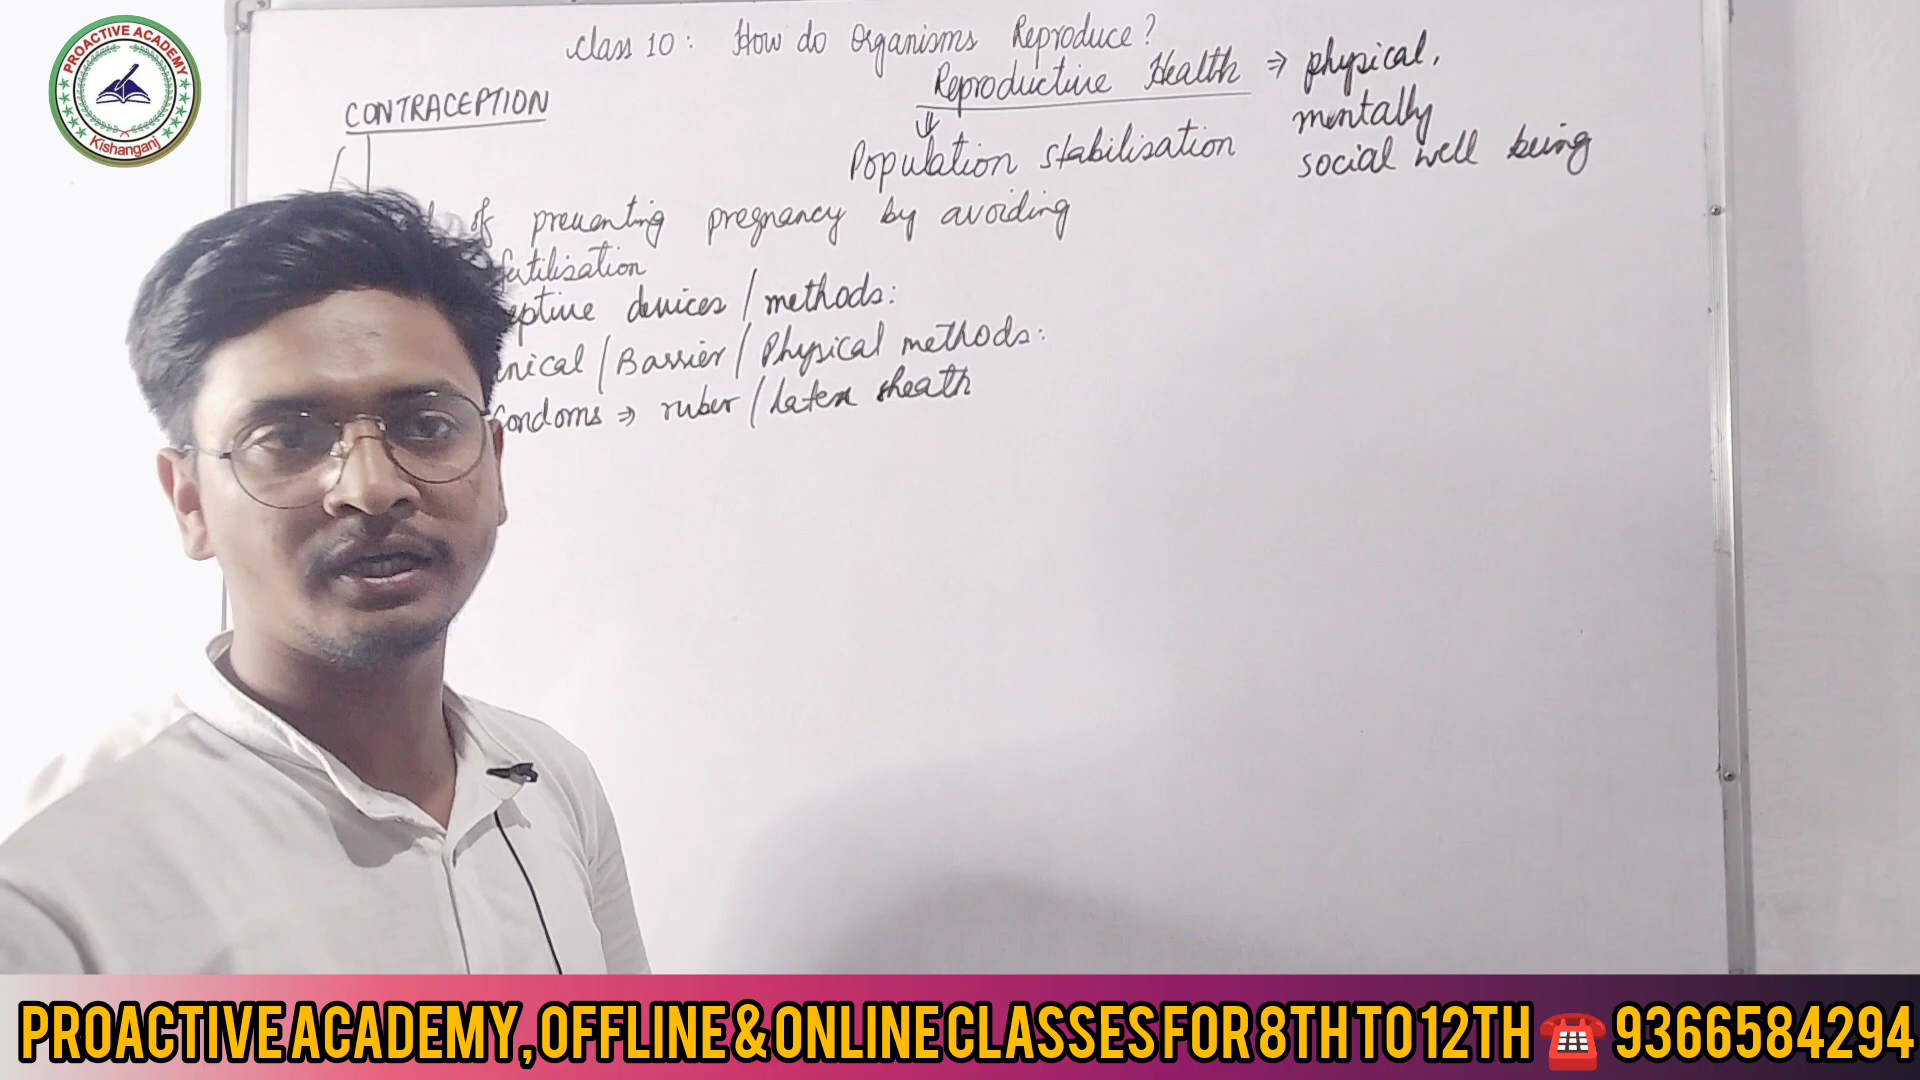 PROACTIVE ACADEMY
Kishanganj
Class 10: How do Organisms Reproduce?
Reproductive Health ⇒ physical,
mentally
social well being
Population stabilisation
CONTRACEPTION
of preventing pregnancy by avoiding
fertilisation
devices / methods:
/ Barrier / Physical methods:
Condoms ⇒ ruber / latex sheath
PROACTIVE ACADEMY, OFFLINE & ONLINE CLASSES FOR 8TH TO 12TH ☎ 9366584294